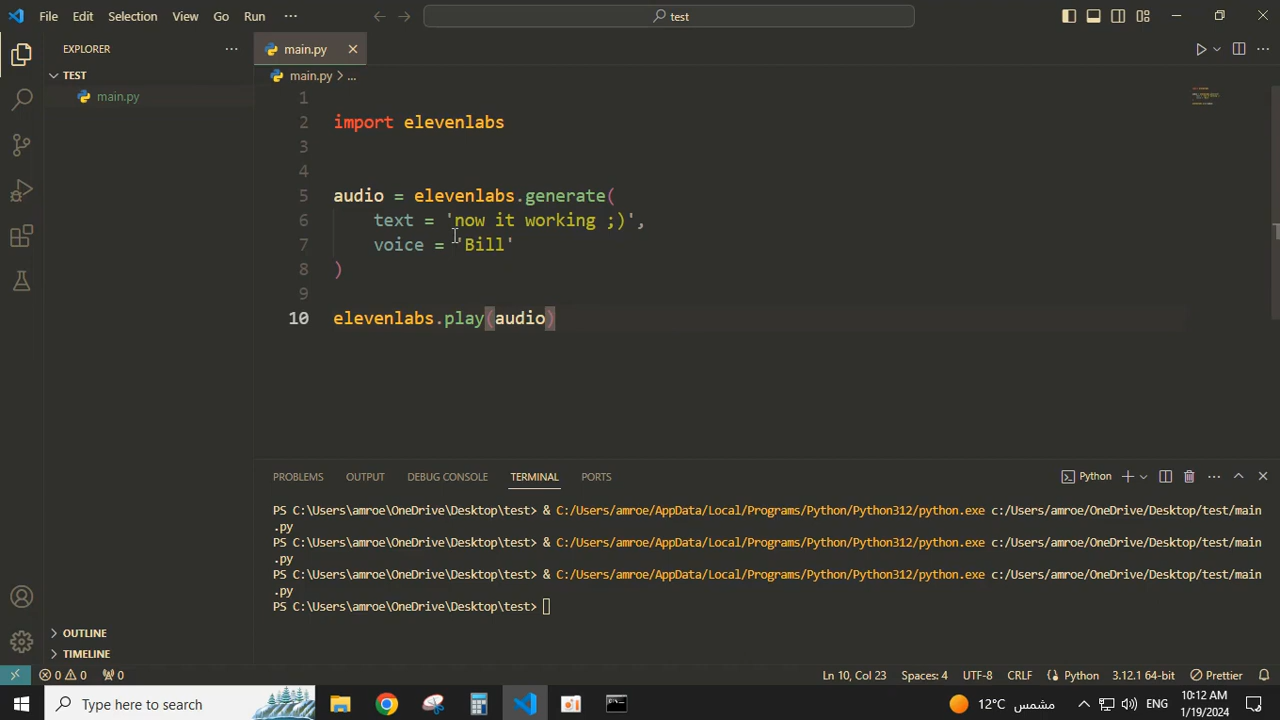 File Edit Selection View Go Run ··· test
EXPLORER ···
main.py
TEST
main.py
main.py > ...
1
2 import elevenlabs
3
4
5 audio = elevenlabs.generate(
6 text = 'now it working ;)',
7 voice = 'Bill'
8 )
9
10 elevenlabs.play(audio)
PROBLEMS OUTPUT DEBUG CONSOLE TERMINAL PORTS
Python
PS C:\Users\amroe\OneDrive\Desktop\test> & C:/Users/amroe/AppData/Local/Programs/Python/Python312/python.exe c:/Users/amroe/OneDrive/Desktop/test/main
.py
PS C:\Users\amroe\OneDrive\Desktop\test> & C:/Users/amroe/AppData/Local/Programs/Python/Python312/python.exe c:/Users/amroe/OneDrive/Desktop/test/main
.py
PS C:\Users\amroe\OneDrive\Desktop\test> & C:/Users/amroe/AppData/Local/Programs/Python/Python312/python.exe c:/Users/amroe/OneDrive/Desktop/test/main
.py
PS C:\Users\amroe\OneDrive\Desktop\test>
OUTLINE
TIMELINE
0 0 0 Ln 10, Col 23 Spaces: 4 UTF-8 CRLF Python 3.12.1 64-bit Prettier
Type here to search
12°C مشمس ENG
10:12 AM
1/19/2024